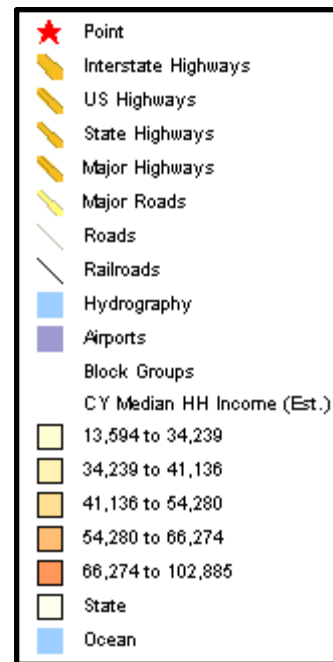 Point
Interstate Highways
US Highways
State Highways
Major Highways
Major Roads
Roads
Railroads
Hydrography
Airports
Block Groups
CY Median HH Income (Est.)
13,594 to 34,239
34,239 to 41,136
41,136 to 54,280
54,280 to 66,274
66,274 to 102,885
State
Ocean